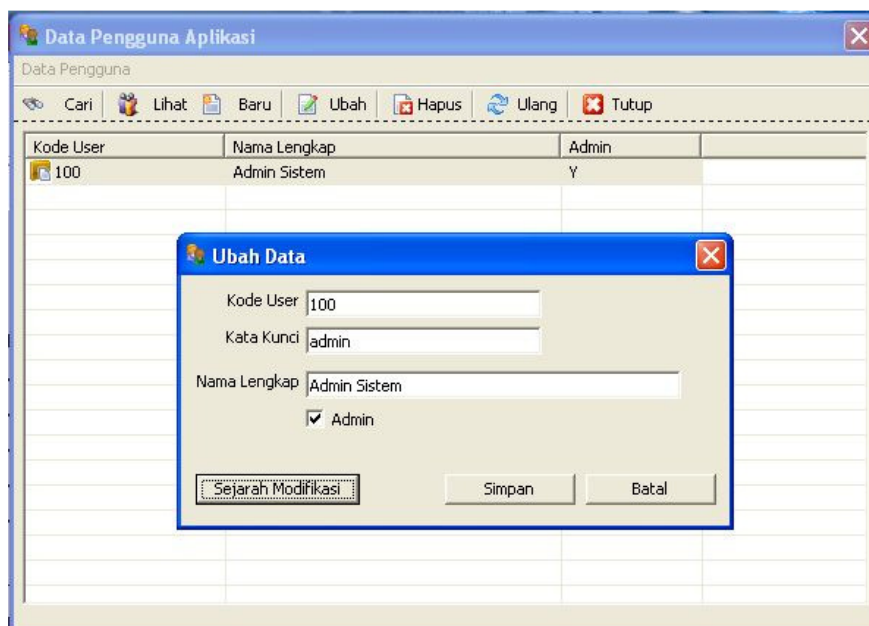 Data Pengguna Aplikasi
Data Pengguna
Cari Lihat Baru Ubah Hapus Ulang Tutup
Kode User Nama Lengkap Admin
100 Admin Sistem Y
Ubah Data
Kode User 100
Kata Kunci admin
Nama Lengkap Admin Sistem
Admin
Sejarah Modifikasi Simpan Batal